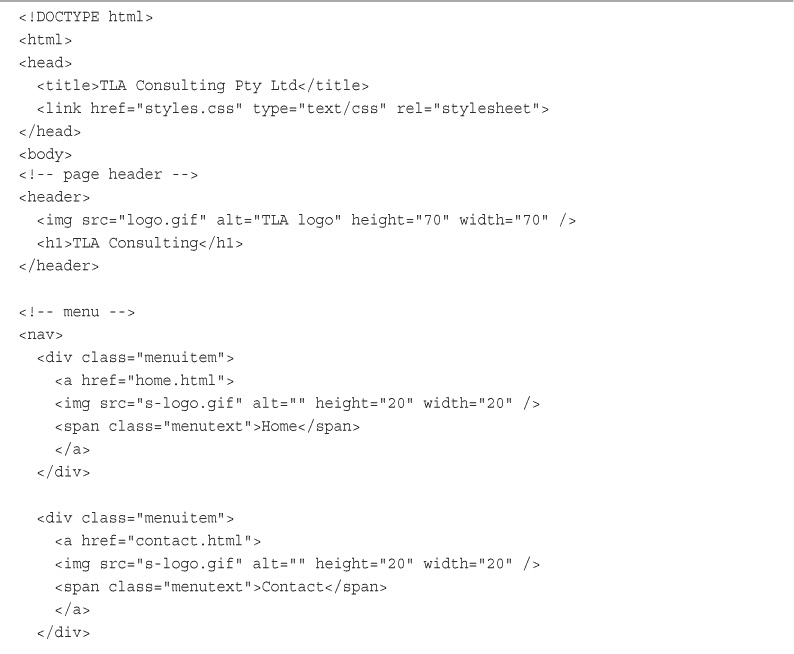 <!DOCTYPE html>
<html>
<head>
  <title>TLA Consulting Pty Ltd</title>
  <link href="styles.css" type="text/css" rel="stylesheet">
</head>
<body>
<!-- page header -->
<header>
  <img src="logo.gif" alt="TLA logo" height="70" width="70" />
  <h1>TLA Consulting</h1>
</header>

<!-- menu -->
<nav>
  <div class="menuitem">
    <a href="home.html">
    <img src="s-logo.gif" alt="" height="20" width="20" />
    <span class="menutext">Home</span>
    </a>
  </div>

  <div class="menuitem">
    <a href="contact.html">
    <img src="s-logo.gif" alt="" height="20" width="20" />
    <span class="menutext">Contact</span>
    </a>
  </div>